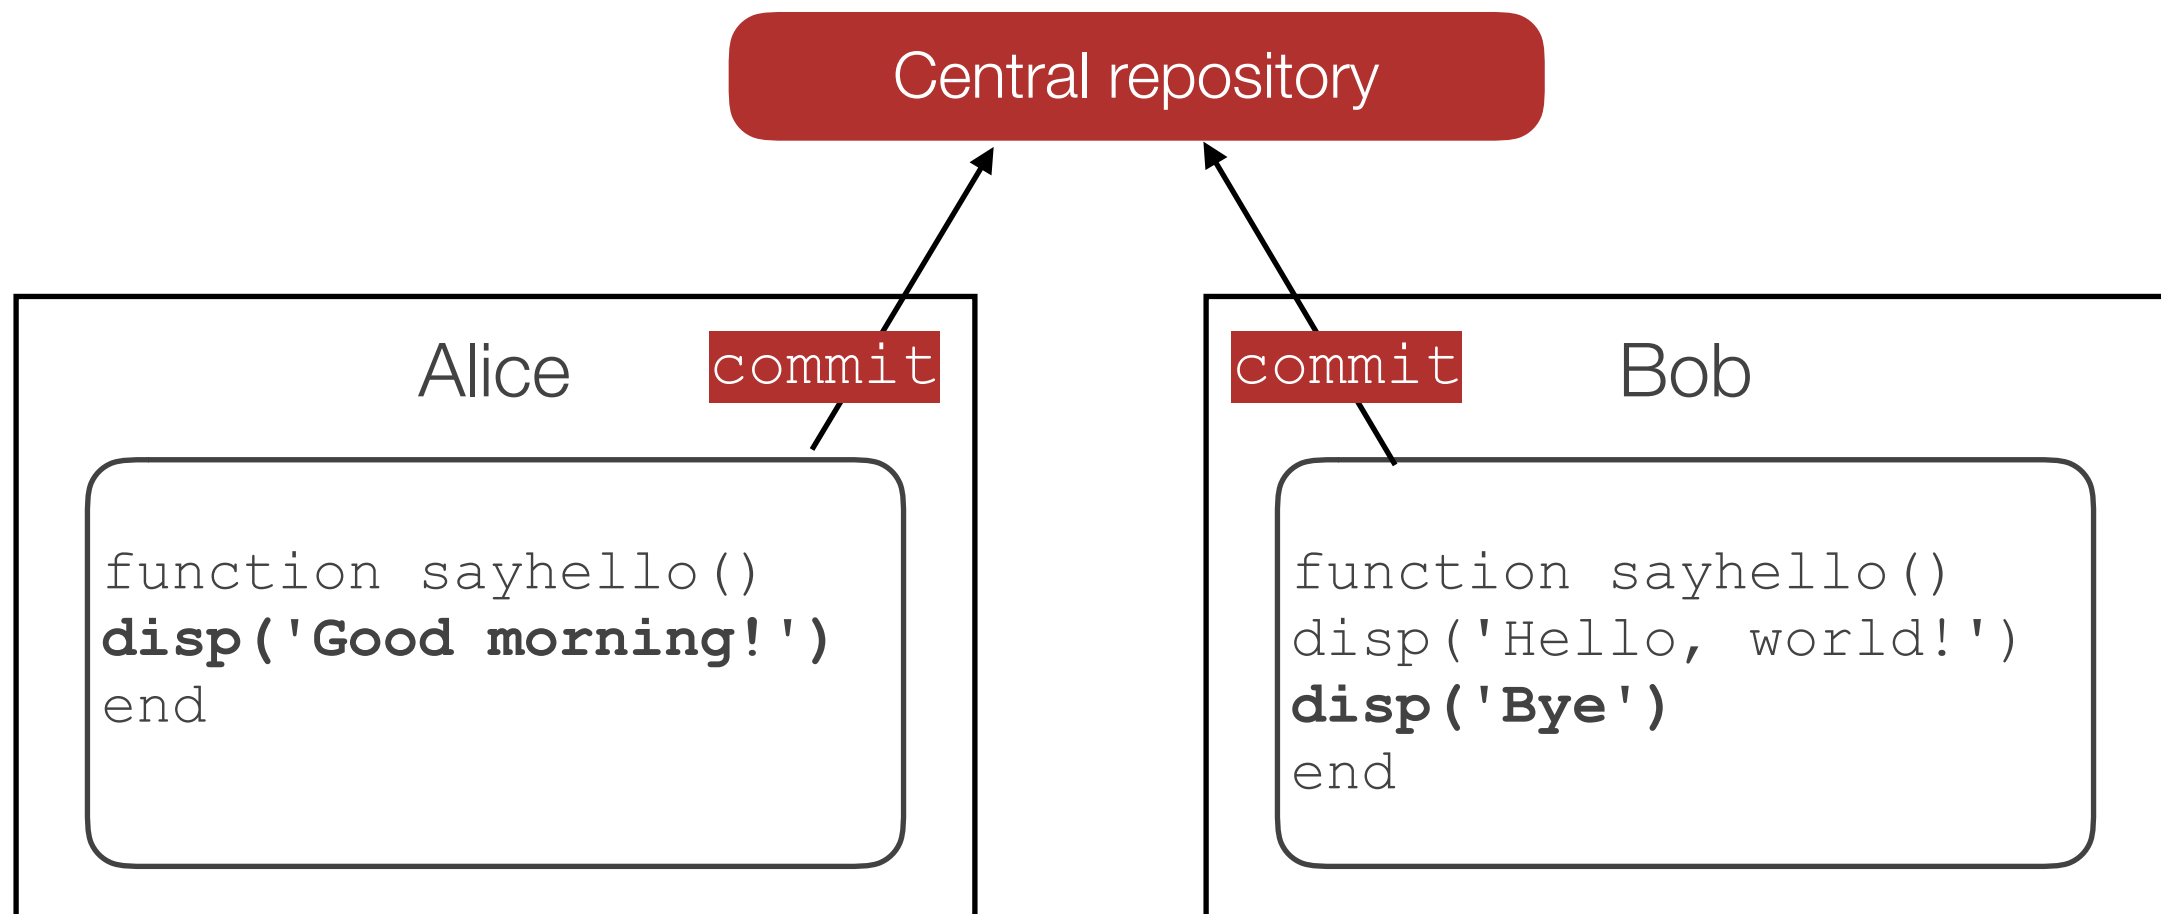 Central repository
Alice
commit
function sayhello()
disp('Good morning!')
end
commit
Bob
function sayhello()
disp('Hello, world!')
disp('Bye')
end